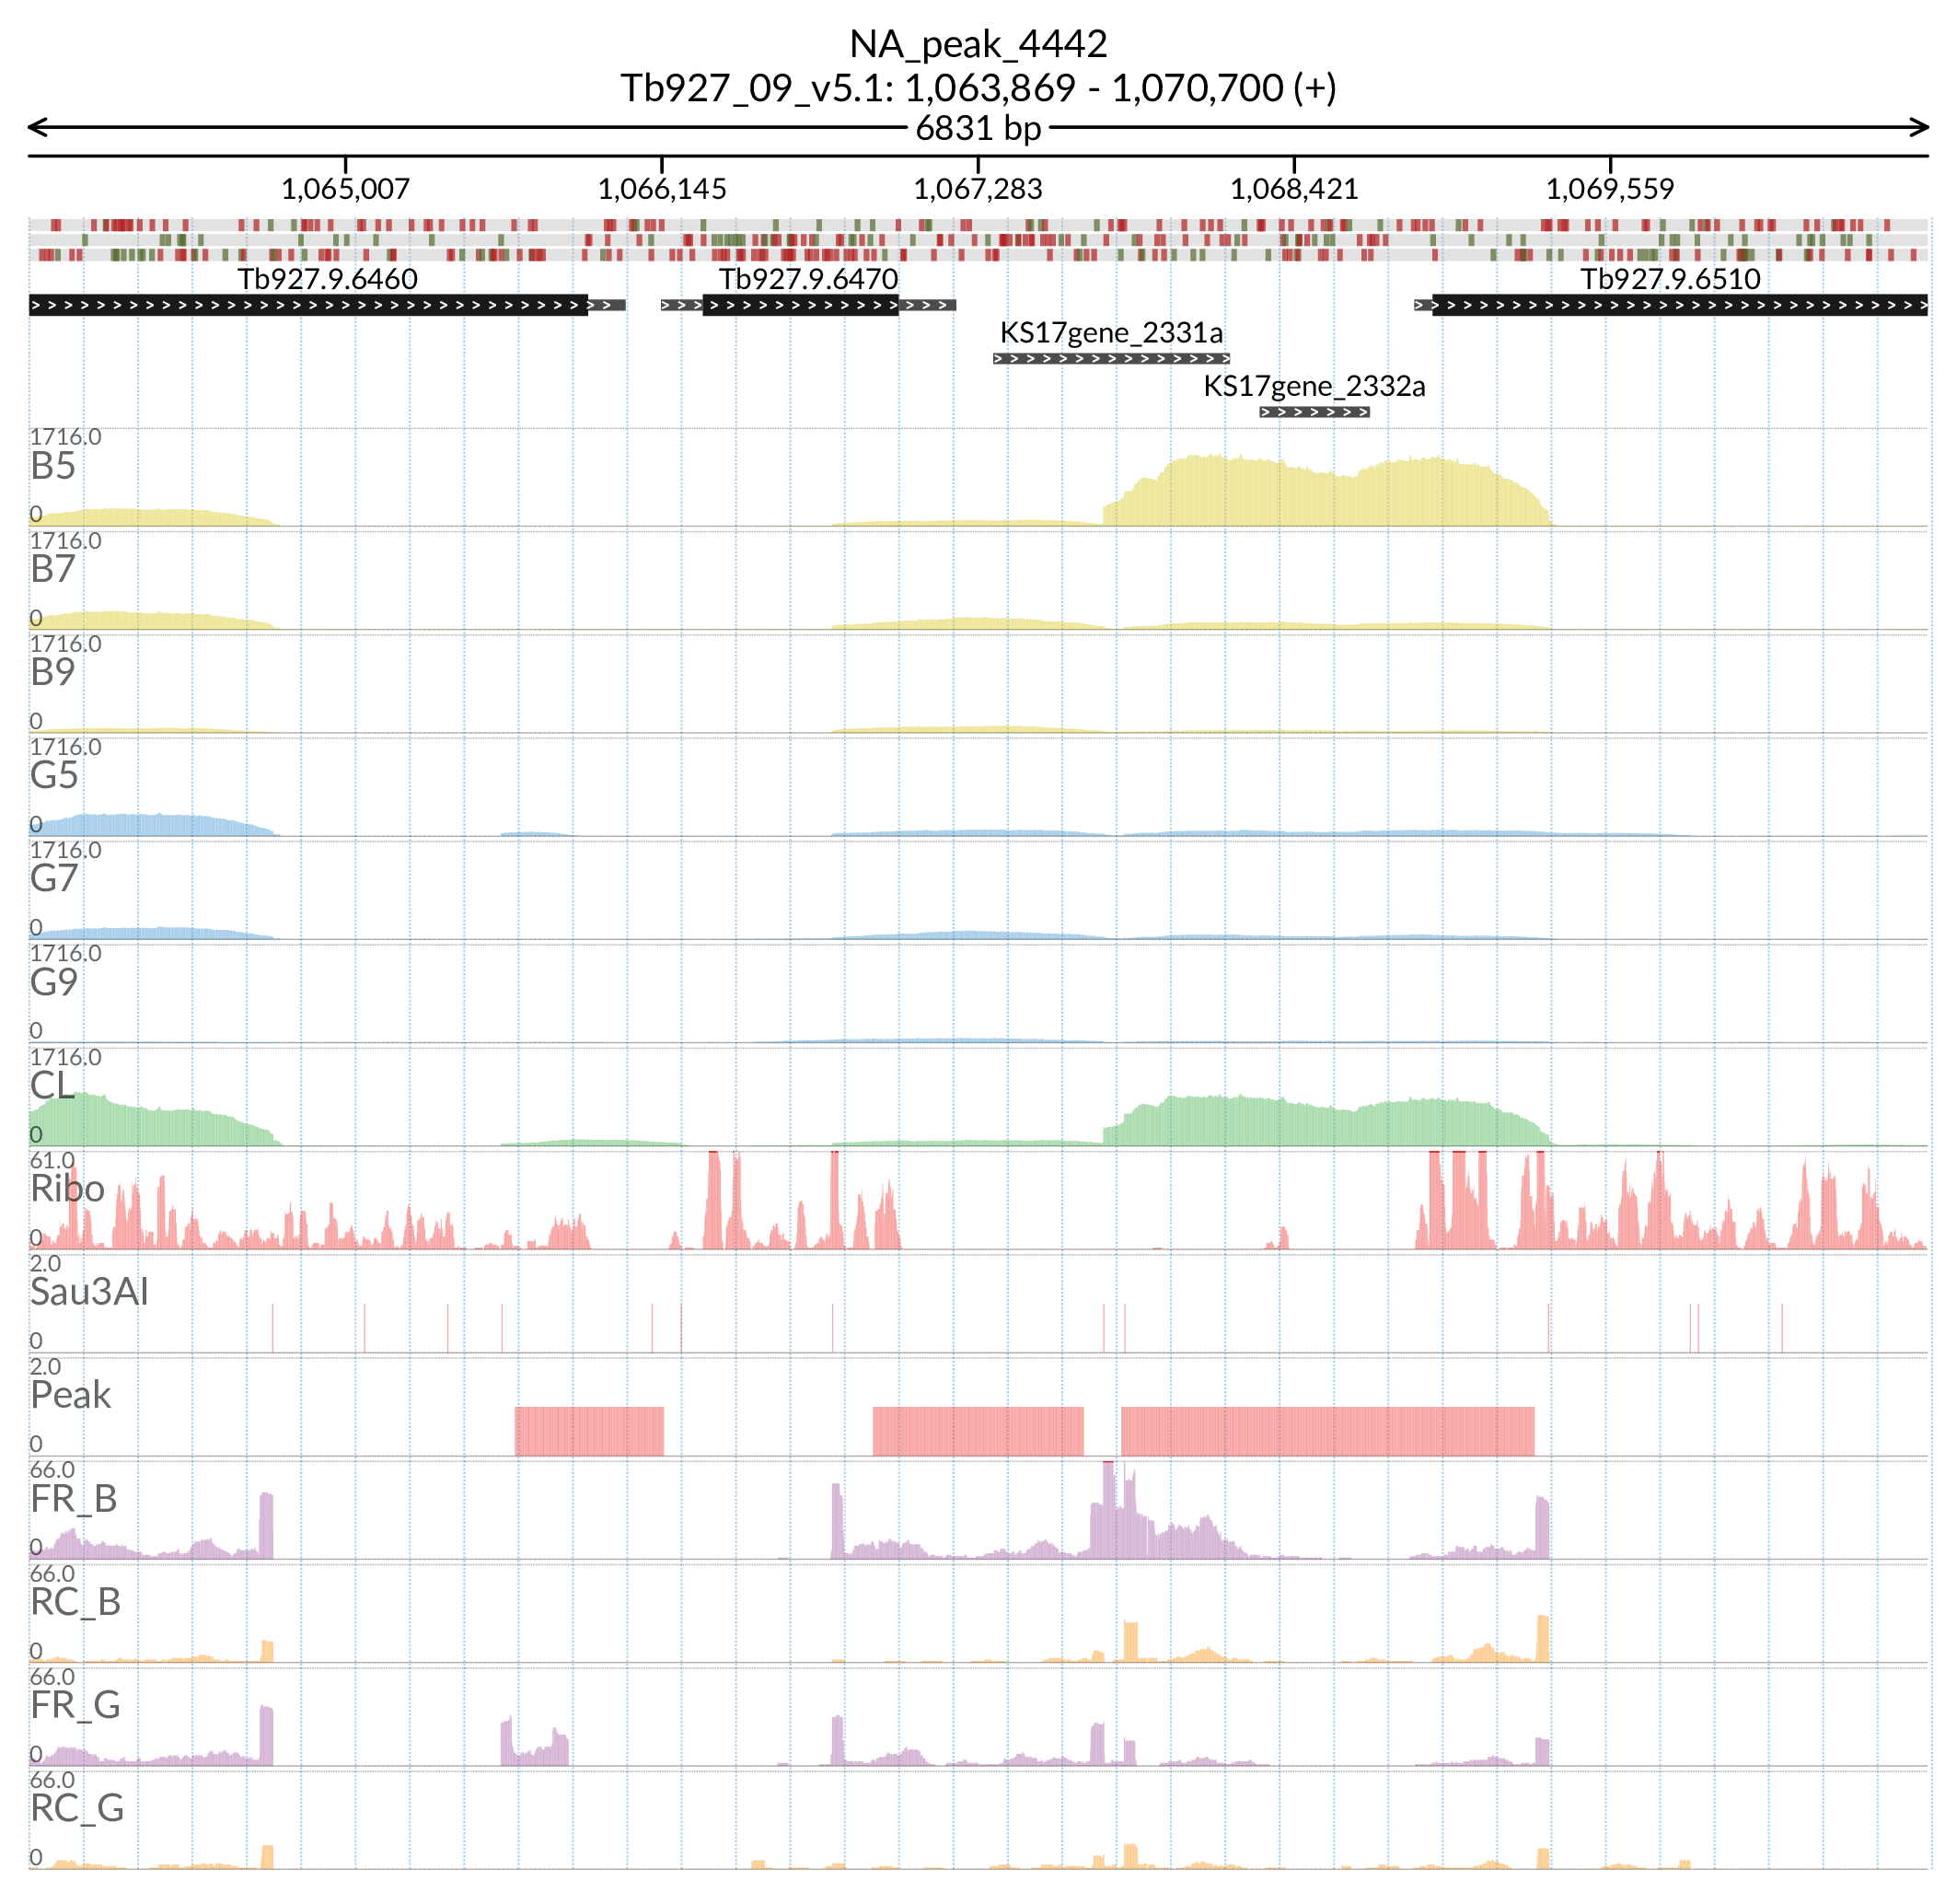 NA_peak_4442
Tb927_09_v5.1: 1,063,869 - 1,070,700 (+)
6831 bp
1,065,007 1,066,145 1,067,283 1,068,421 1,069,559
Tb927.9.6460 Tb927.9.6470 Tb927.9.6510
KS17gene_2331a
KS17gene_2332a
1716.0
B5
0
1716.0
B7
0
1716.0
B9
0
1716.0
G5
0
1716.0
G7
0
1716.0
G9
0
1716.0
CL
0
61.0
Ribo
0
2.0
Sau3AI
0
2.0
Peak
0
66.0
FR_B
0
66.0
RC_B
0
66.0
FR_G
0
66.0
RC_G
0